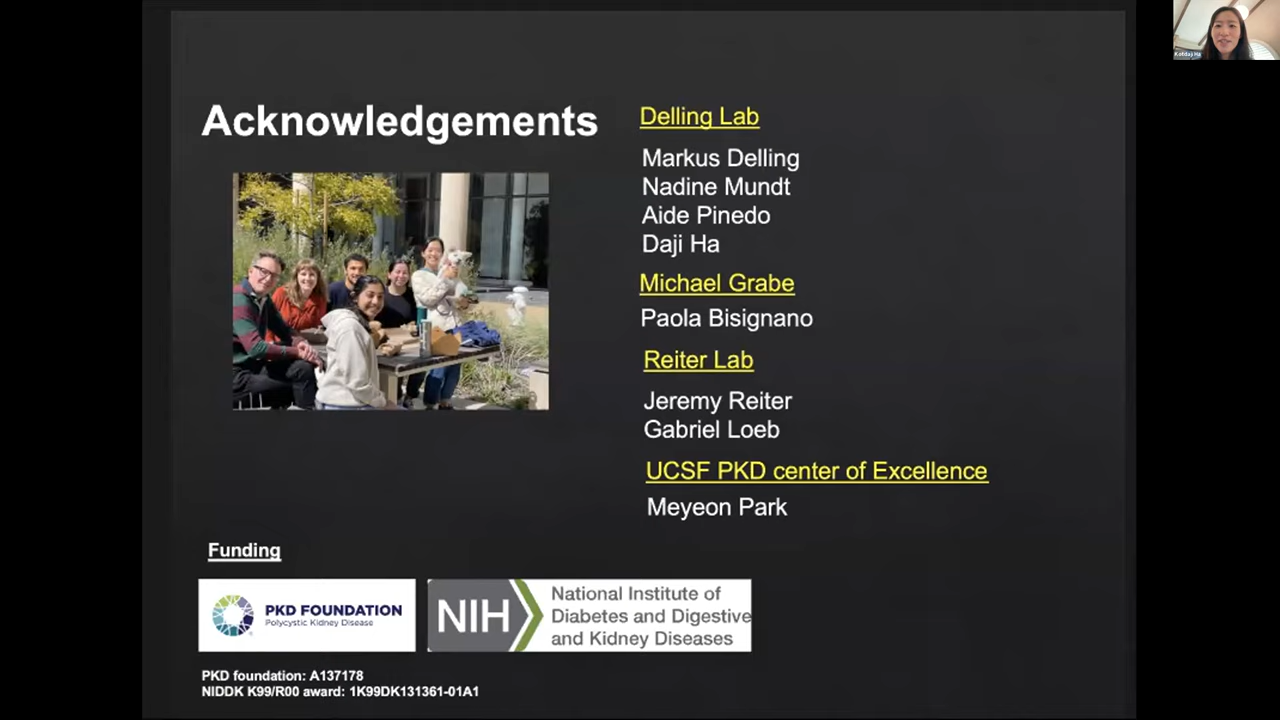 Acknowledgements
Delling Lab
Markus Delling
Nadine Mundt
Aide Pinedo
Daji Ha
Michael Grabe
Paola Bisignano
Reiter Lab
Jeremy Reiter
Gabriel Loeb
UCSF PKD center of Excellence
Meyeon Park
Funding
PKD FOUNDATION
Polycystic Kidney Disease
NIH
National Institute of
Diabetes and Digestive
and Kidney Diseases
PKD foundation: A137178
NIDDK K99/R00 award: 1K99DK131361-01A1